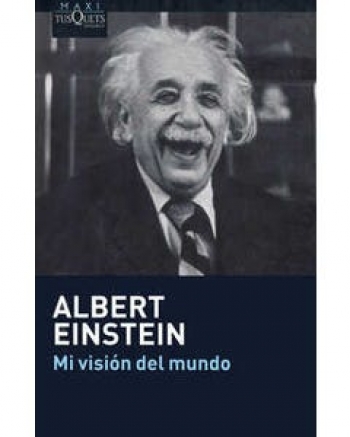 MAXI
TUSQUETS
ALBERT
EINSTEIN
Mi visión del mundo